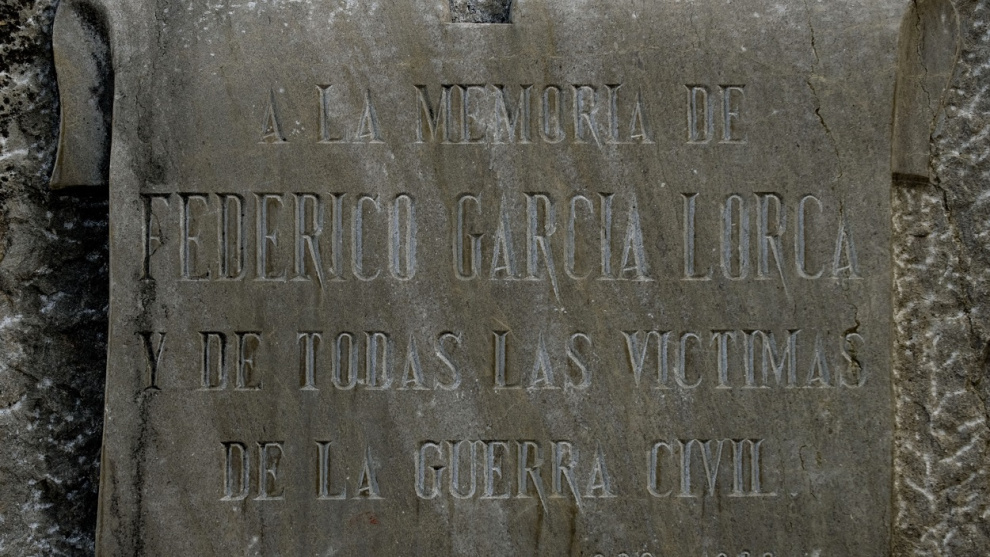 A LA MEMORIA DE
FEDERICO GARCIA LORCA
Y DE TODAS LAS VICTIMAS
DE LA GUERRA CIVIL